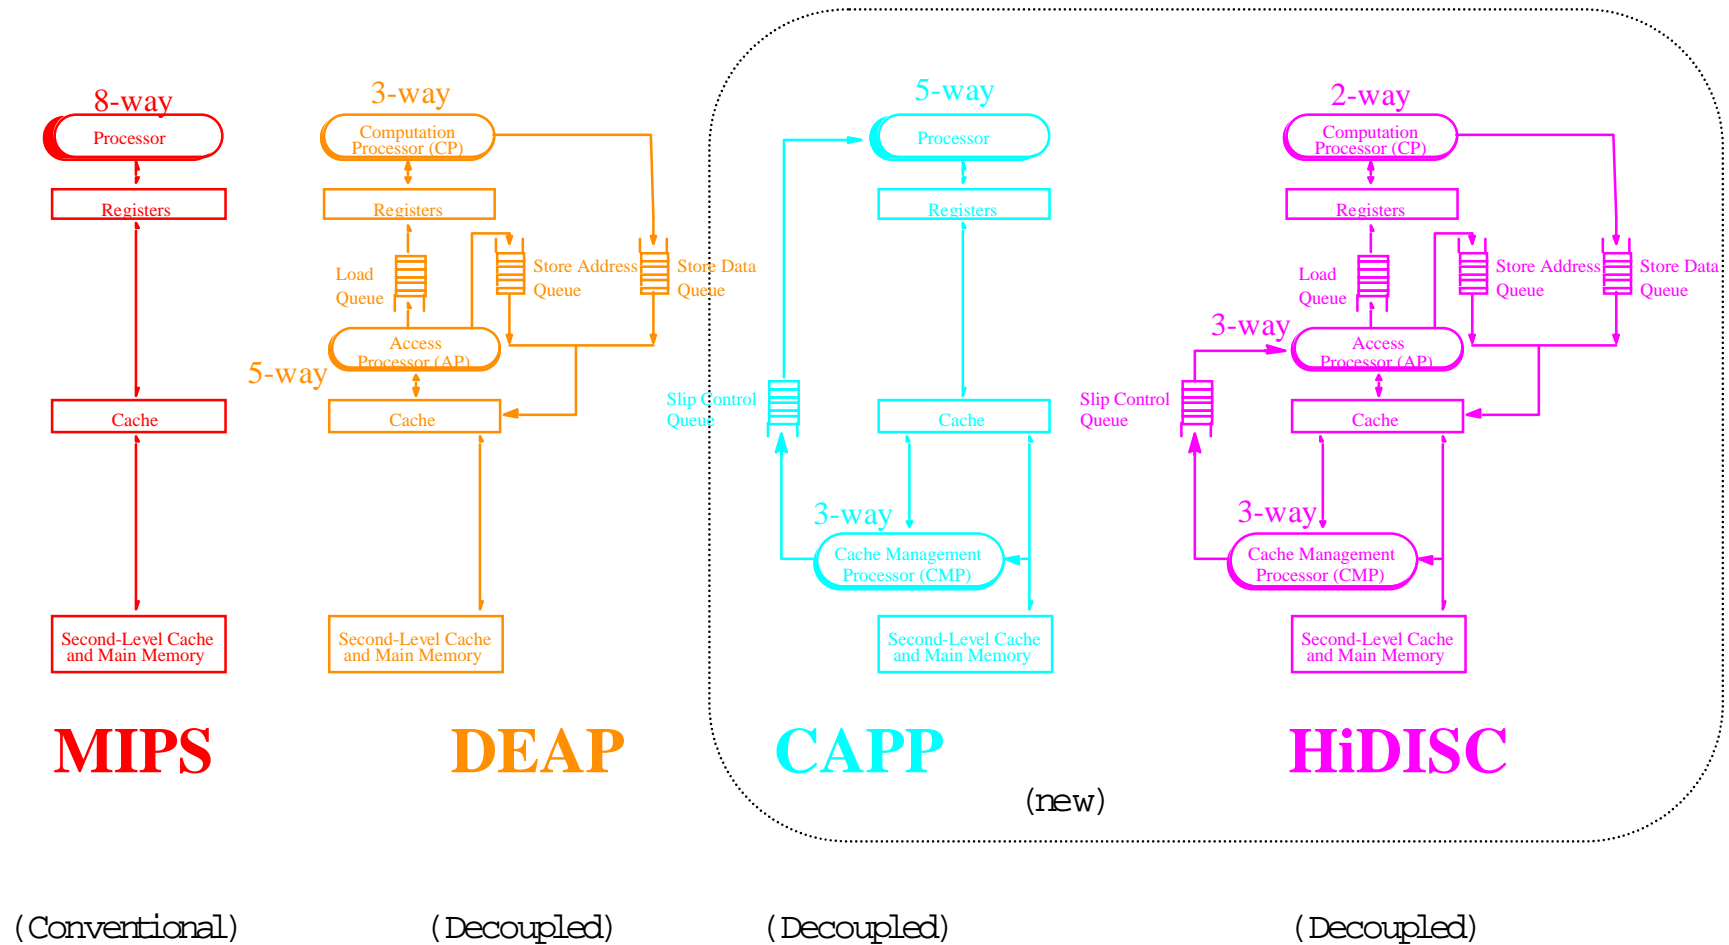 8-way
Processor
Registers
Cache
Second-Level Cache
and Main Memory
MIPS
(Conventional)
3-way
Computation
Processor (CP)
Registers
Load
Queue
Store Address
Queue
Store Data
Queue
Access
Processor (AP)
5-way
Cache
Second-Level Cache
and Main Memory
DEAP
(Decoupled)
5-way
Processor
Registers
Slip Control
Queue
Cache
3-way
Cache Management
Processor (CMP)
Second-Level Cache
and Main Memory
CAPP
(Decoupled)
2-way
Computation
Processor (CP)
Registers
Load
Queue
Store Address
Queue
Store Data
Queue
3-way
Access
Processor (AP)
Slip Control
Queue
Cache
3-way
Cache Management
Processor (CMP)
Second-Level Cache
and Main Memory
HiDISC
(new)
(Decoupled)